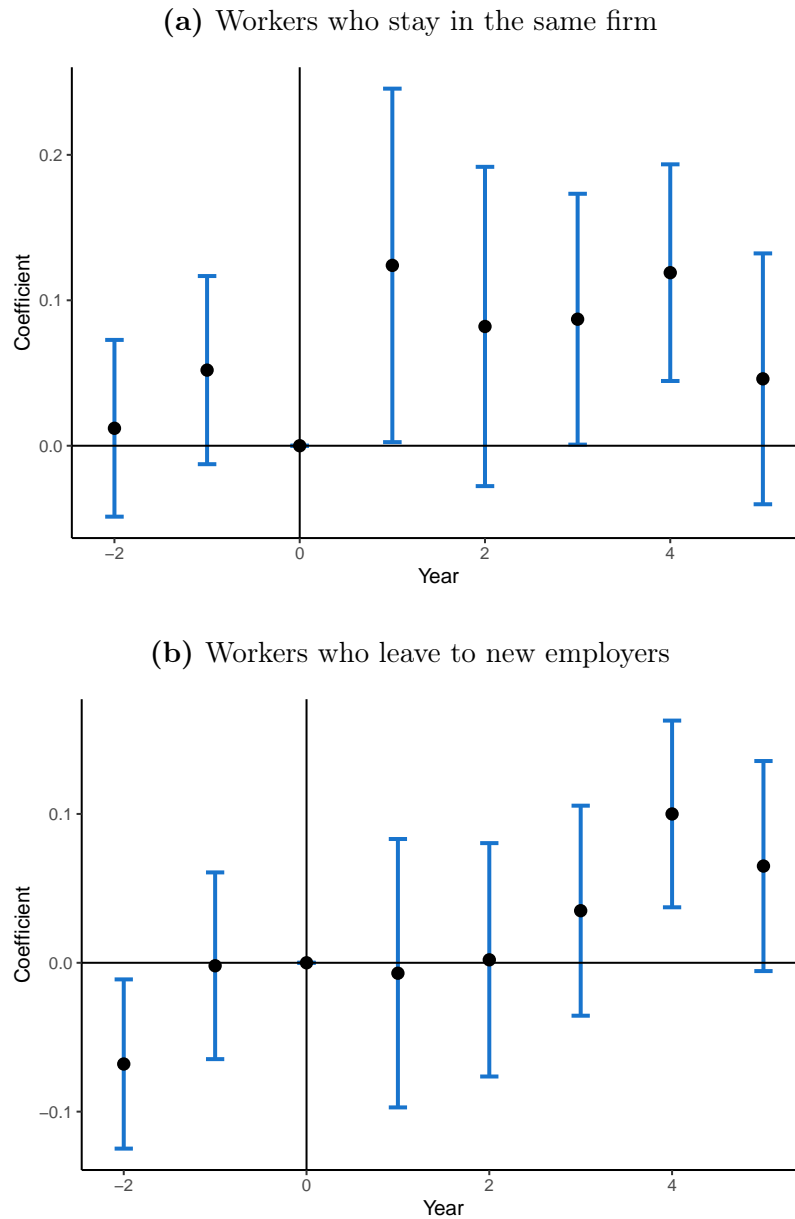 (a) Workers who stay in the same firm
0.2
0.1
0.0
Coefficient
−2
0
2
4
Year
(b) Workers who leave to new employers
0.1
0.0
−0.1
Coefficient
−2
0
2
4
Year